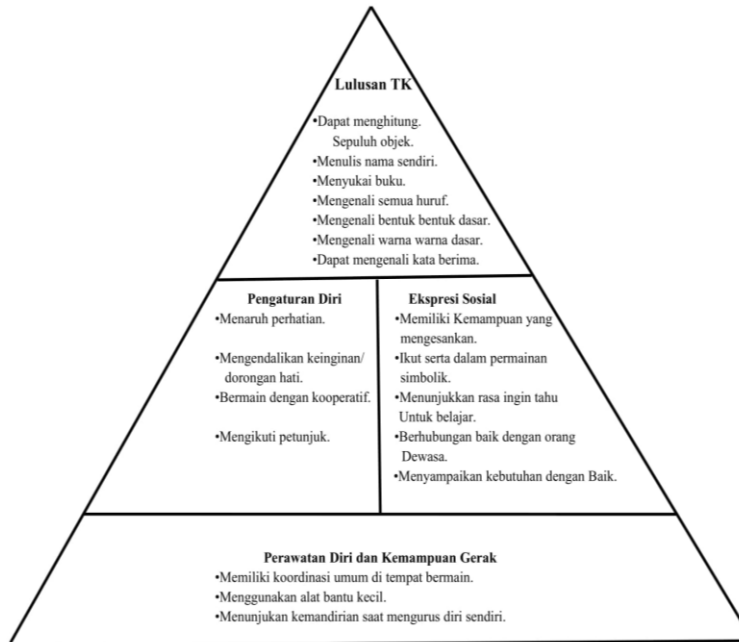 Lulusan TK
•Dapat menghitung.
Sepuluh objek.
•Menulis nama sendiri.
•Menyukai buku.
•Mengenali semua huruf.
•Mengenali bentuk bentuk dasar.
•Mengenali warna warna dasar.
•Dapat mengenali kata berima.
Pengaturan Diri
•Menaruh perhatian.
•Mengendalikan keinginan/
dorongan hati.
•Bermain dengan kooperatif.
•Mengikuti petunjuk.
Ekspresi Sosial
•Memiliki Kemampuan yang
mengesankan.
•Ikut serta dalam permainan
simbolik.
•Menunjukkan rasa ingin tahu
Untuk belajar.
•Berhubungan baik dengan orang
Dewasa.
•Menyampaikan kebutuhan dengan Baik.
Perawatan Diri dan Kemampuan Gerak
•Memiliki koordinasi umum di tempat bermain.
•Menggunakan alat bantu kecil.
•Menunjukan kemandirian saat mengurus diri sendiri.